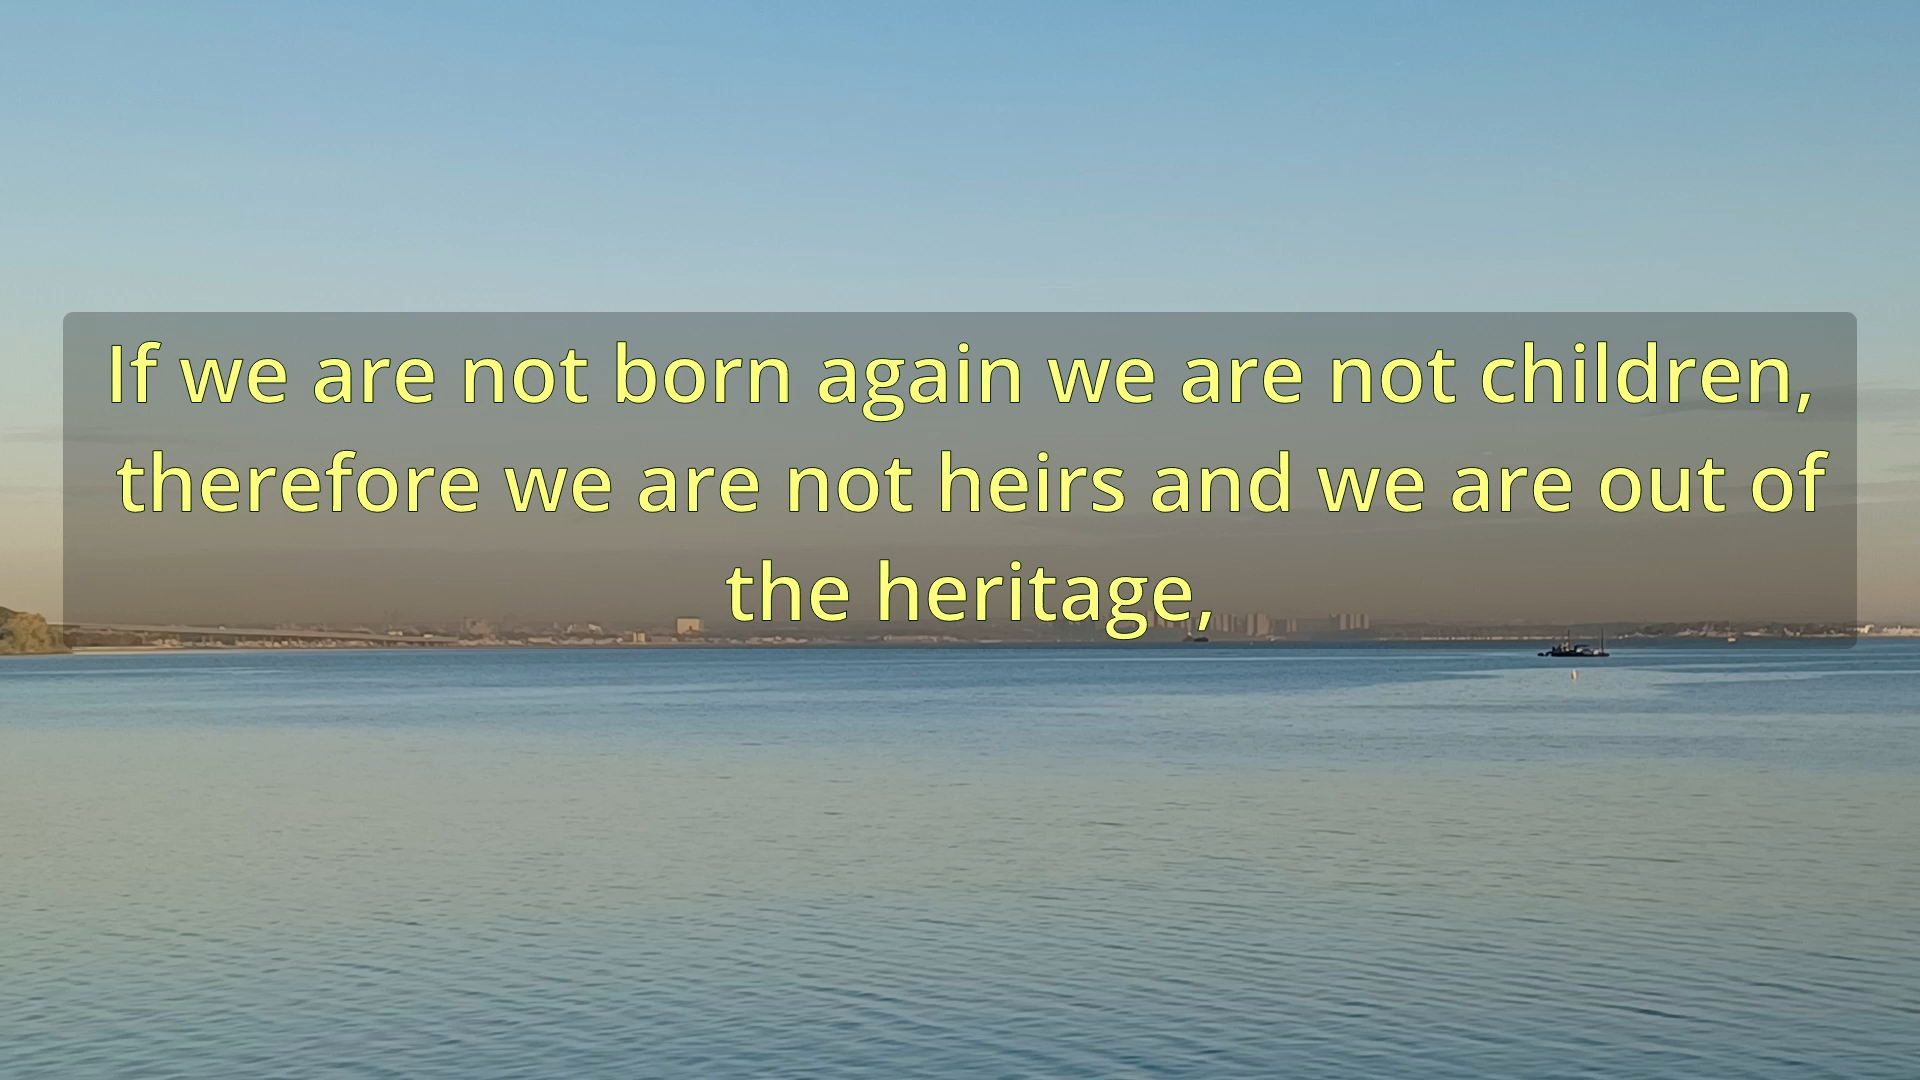 If we are not born again we are not children,
therefore we are not heirs and we are out of
the heritage,